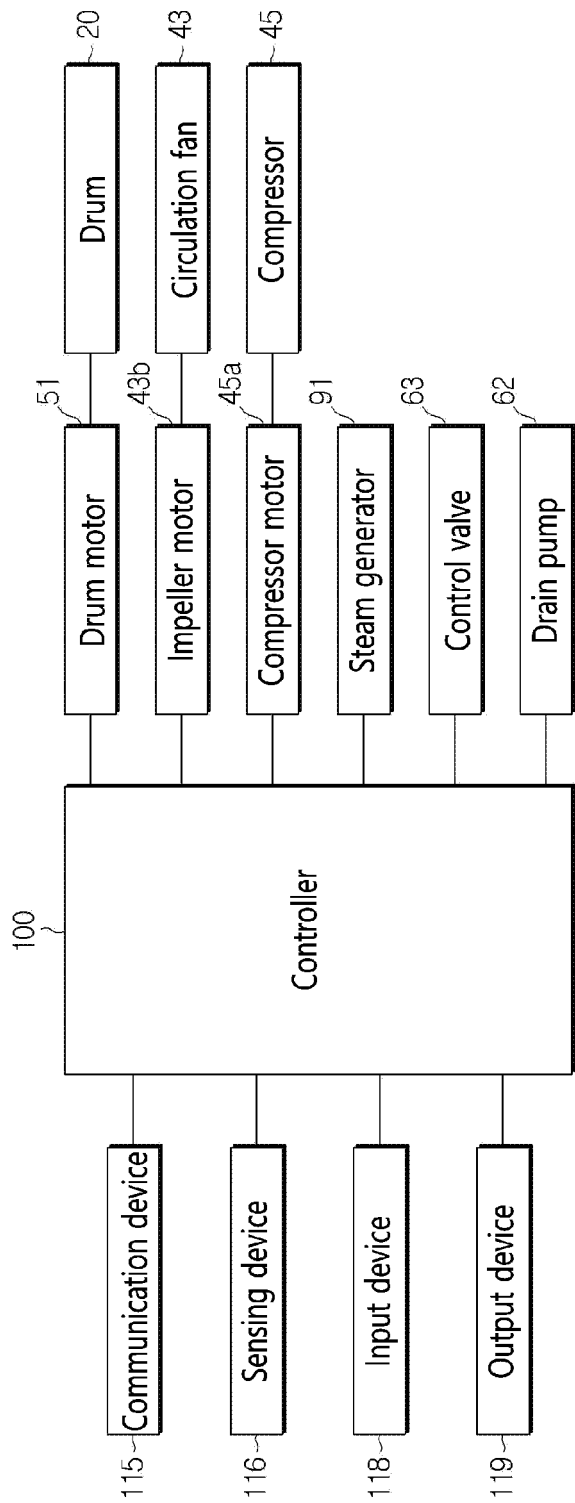 100
Controller
115
Communication device
116
Sensing device
118
Input device
119
Output device
51
Drum motor
20
Drum
43b
Impeller motor
43
Circulation fan
45a
Compressor motor
45
Compressor
91
Steam generator
63
Control valve
62
Drain pump